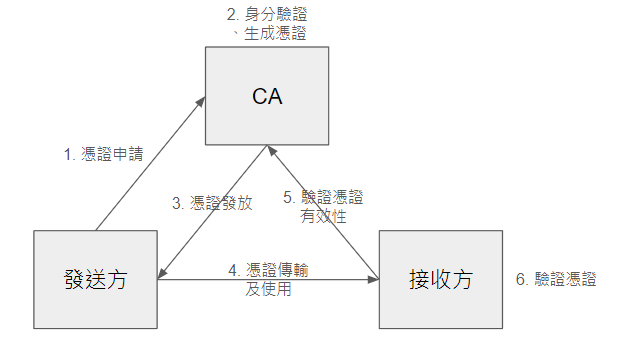 2. 身分驗證
、生成憑證
CA
1. 憑證申請
3. 憑證發放
5. 驗證憑證
有效性
發送方
4. 憑證傳輸
及使用
接收方
6. 驗證憑證